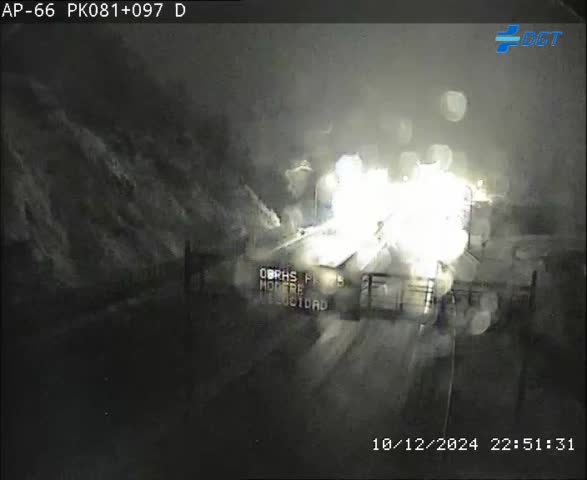 AP-66 PK081+097 D
DGT
OBRAS
MODERE
VELOCIDAD
10/12/2024 22:51:31